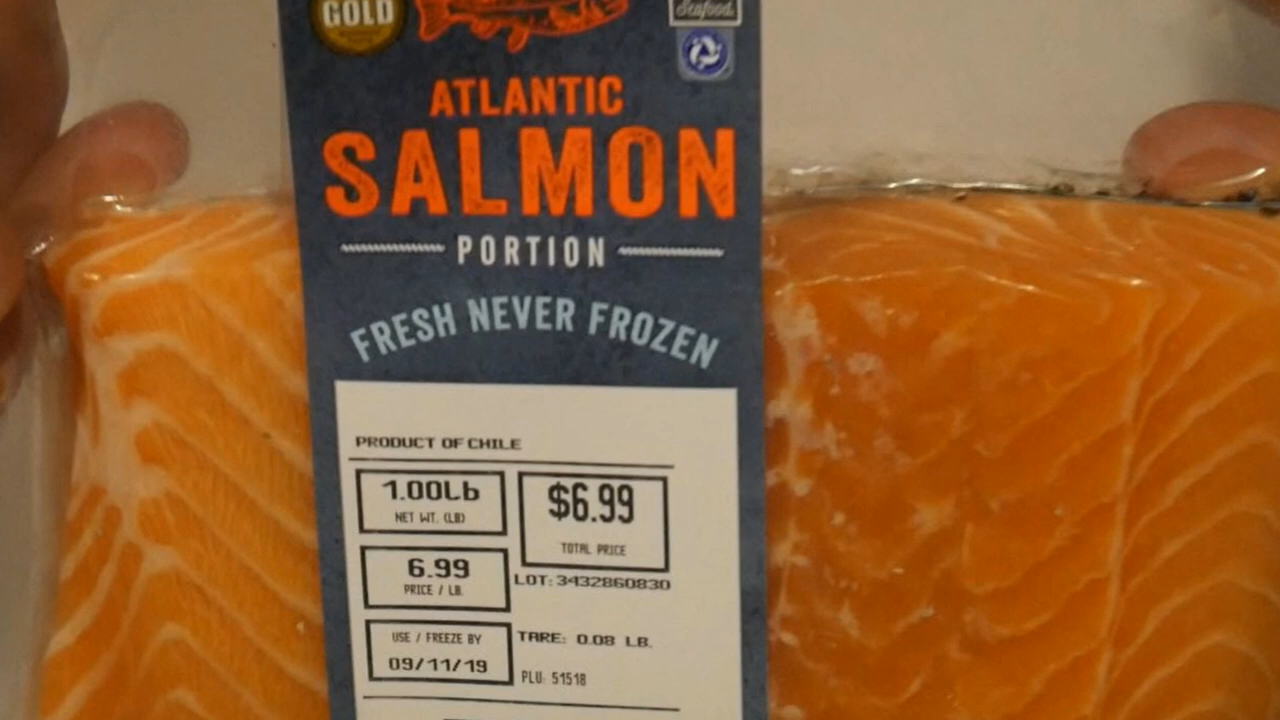 GOLD
Seafood
ATLANTIC
SALMON
PORTION
FRESH NEVER FROZEN
PRODUCT OF CHILE
1.00Lb
NET WT. (LB)
$6.99
TOTAL PRICE
6.99
PRICE / LB.
LOT: 3432860830
USE / FREEZE BY
09/11/19
TARE: 0.08 LB.
PLU: 51518